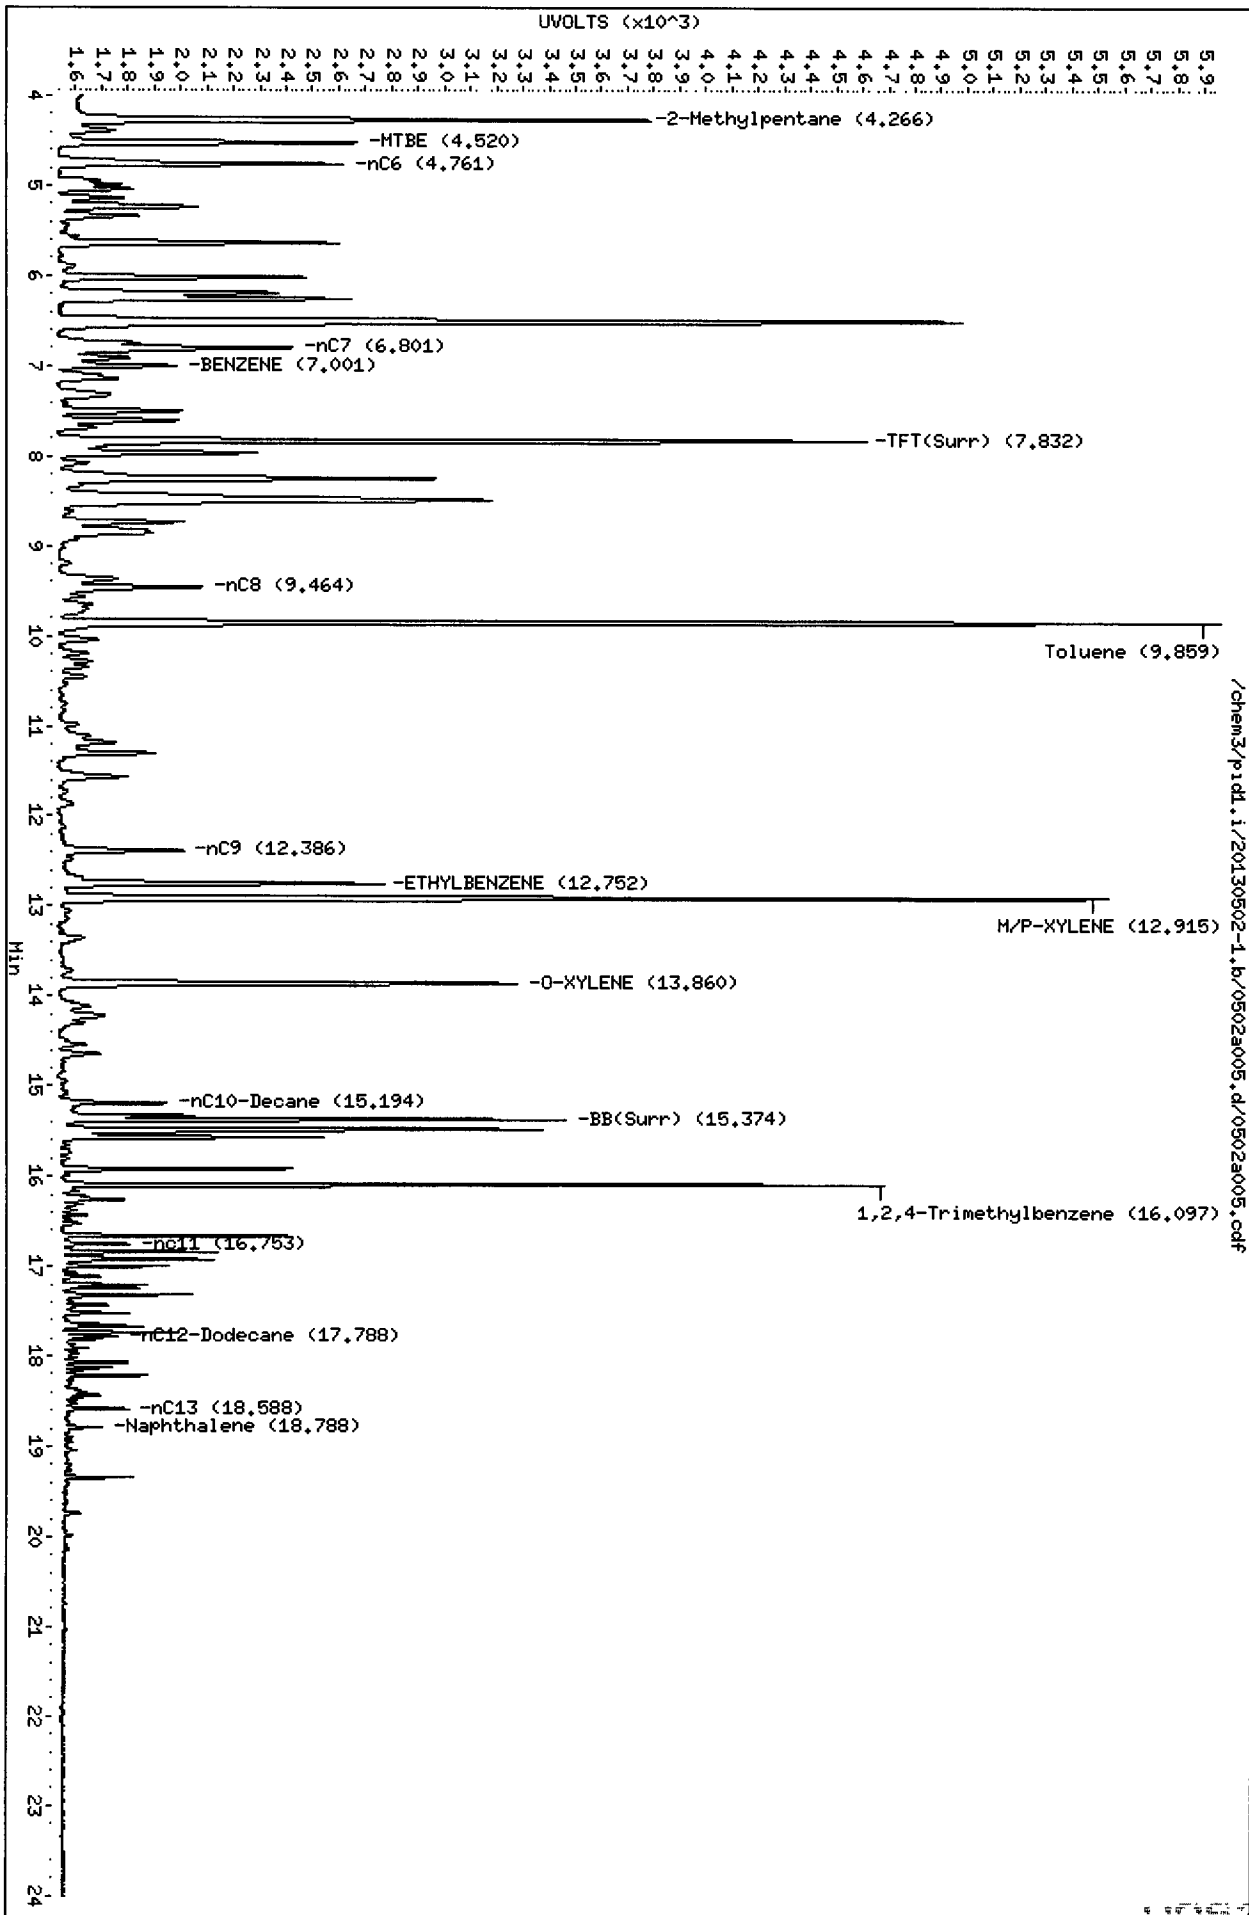 UVOLTS (x10^3)
1.6
1.7
1.8
1.9
2.0
2.1
2.2
2.3
2.4
2.5
2.6
2.7
2.8
2.9
3.0
3.1
3.2
3.3
3.4
3.5
3.6
3.7
3.8
3.9
4.0
4.1
4.2
4.3
4.4
4.5
4.6
4.7
4.8
4.9
5.0
5.1
5.2
5.3
5.4
5.5
5.6
5.7
5.8
5.9
4
-2-Methylpentane (4.266)
-MTBE (4.520)
-nC6 (4.761)
5
6
-nC7 (6.801)
-BENZENE (7.001)
7
-TFT(Surr) (7.832)
8
9
-nC8 (9.464)
10
Toluene (9.859)
/chem3/pid1.i/20130502-1.b/0502a005.d/0502a005.cdf
11
12
-nC9 (12.386)
-ETHYLBENZENE (12.752)
13
M/P-XYLENE (12.915)
Min
-O-XYLENE (13.860)
14
15
-nC10-Decane (15.194)
-BB(Surr) (15.374)
16
1,2,4-Trimethylbenzene (16.097)
-nc11 (16.753)
17
-nC12-Dodecane (17.788)
18
-nC13 (18.588)
-Naphthalene (18.788)
19
20
21
22
23
24